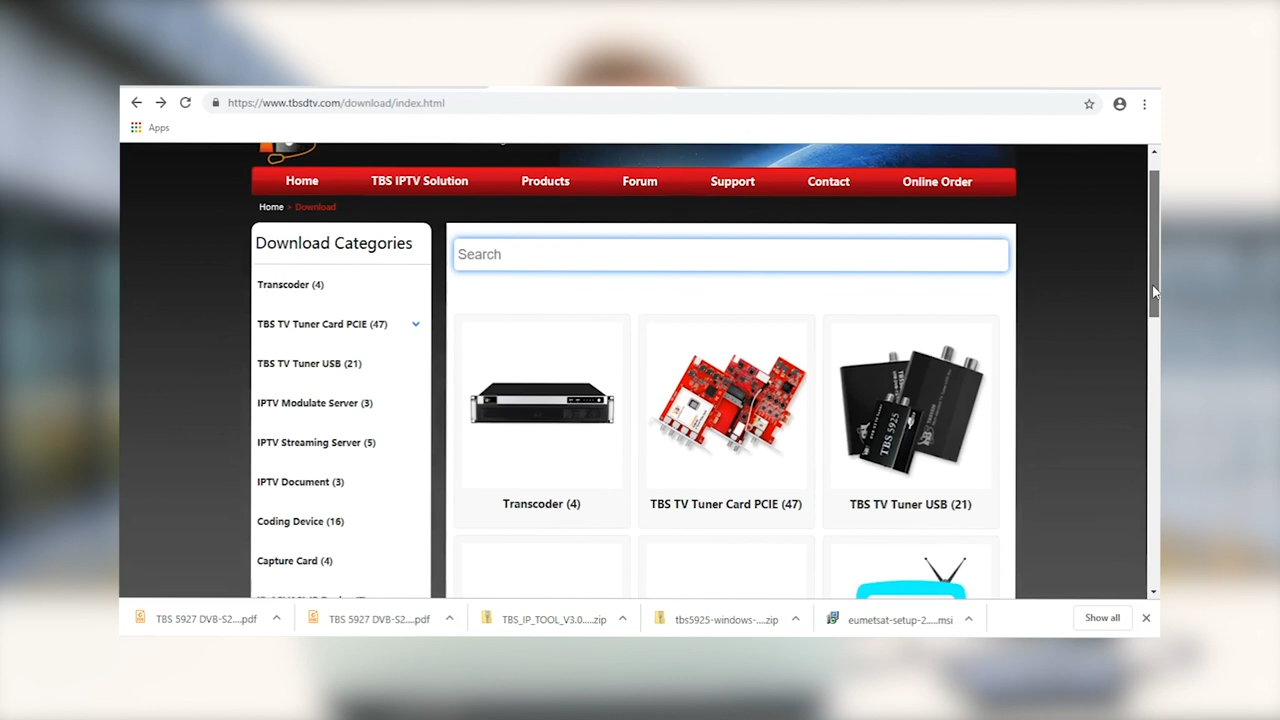 https://www.tbsdtv.com/download/index.html
Apps
Home TBS IPTV Solution Products Forum Support Contact Online Order
Home » Download
Download Categories
Transcoder (4)
TBS TV Tuner Card PCIE (47)
TBS TV Tuner USB (21)
IPTV Modulate Server (3)
IPTV Streaming Server (5)
IPTV Document (3)
Coding Device (16)
Capture Card (4)
Search
TBS 5925
Transcoder (4)
TBS TV Tuner Card PCIE (47)
TBS TV Tuner USB (21)
TBS 5927 DVB-S2....pdf
TBS 5927 DVB-S2....pdf
TBS_IP_TOOL_V3.0.....zip
tbs5925-windows-....zip
eumetsat-setup-2.....msi
Show all